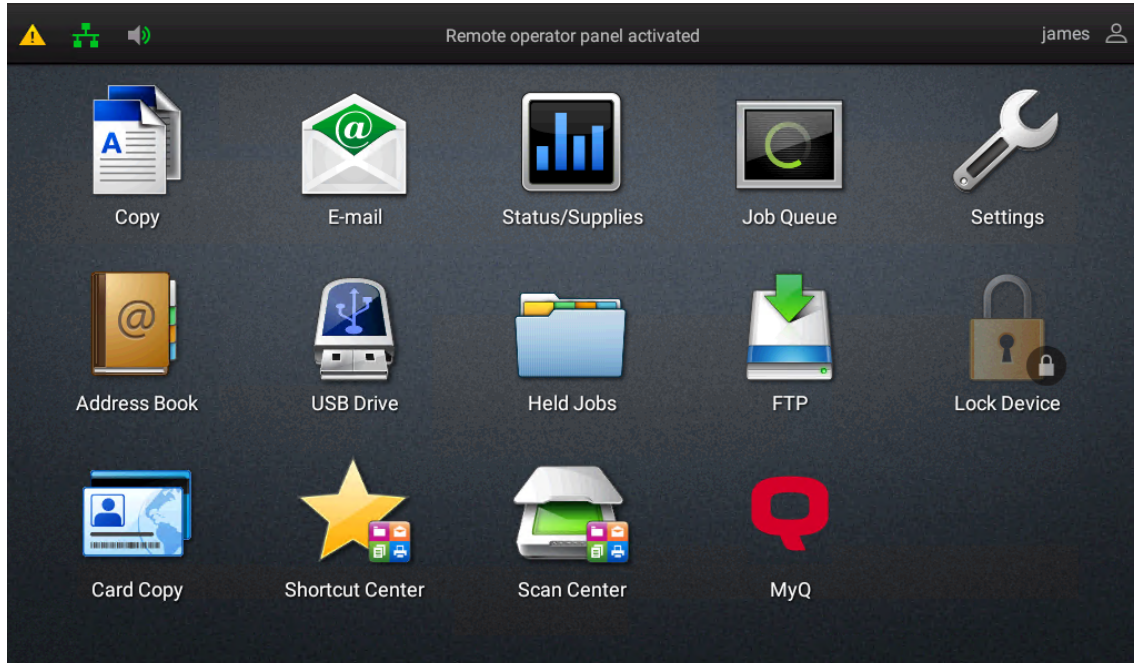 Remote operator panel activated
james
Copy
E-mail
Status/Supplies
Job Queue
Settings
Address Book
USB Drive
Held Jobs
FTP
Lock Device
Card Copy
Shortcut Center
Scan Center
MyQ